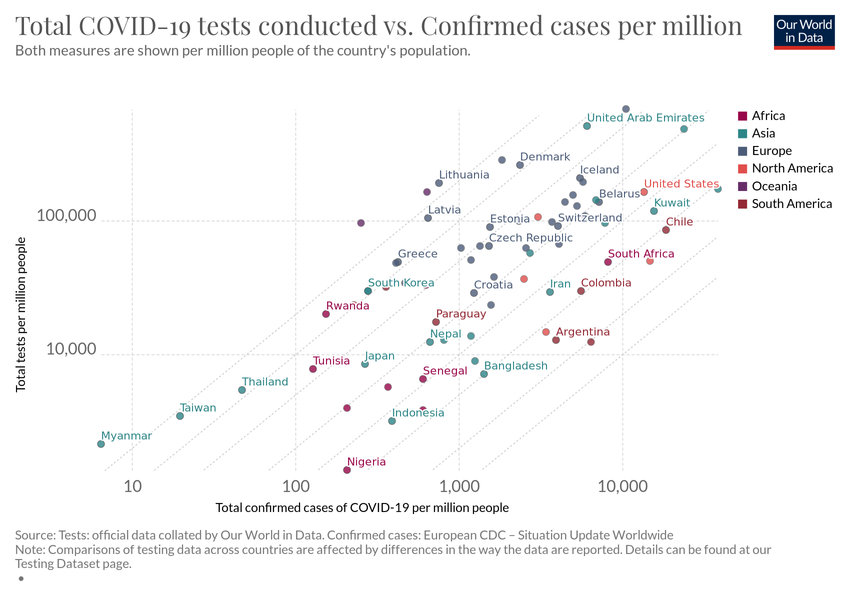 Total COVID-19 tests conducted vs. Confirmed cases per million
Both measures are shown per million people of the country's population.
Our World
in Data
United Arab Emirates
Denmark
Iceland
Lithuania
United States
Belarus
Kuwait
Latvia
Estonia
Switzerland
Chile
Czech Republic
Greece
South Africa
South Korea
Croatia
Iran
Colombia
Rwanda
Paraguay
Nepal
Argentina
Japan
Tunisia
Senegal
Bangladesh
Thailand
Taiwan
Indonesia
Myanmar
Nigeria
Africa
Asia
Europe
North America
Oceania
South America
100,000
10,000
Total tests per million people
10
100
1,000
10,000
Total confirmed cases of COVID-19 per million people
Source: Tests: official data collated by Our World in Data. Confirmed cases: European CDC – Situation Update Worldwide
Note: Comparisons of testing data across countries are affected by differences in the way the data are reported. Details can be found at our
Testing Dataset page.
•